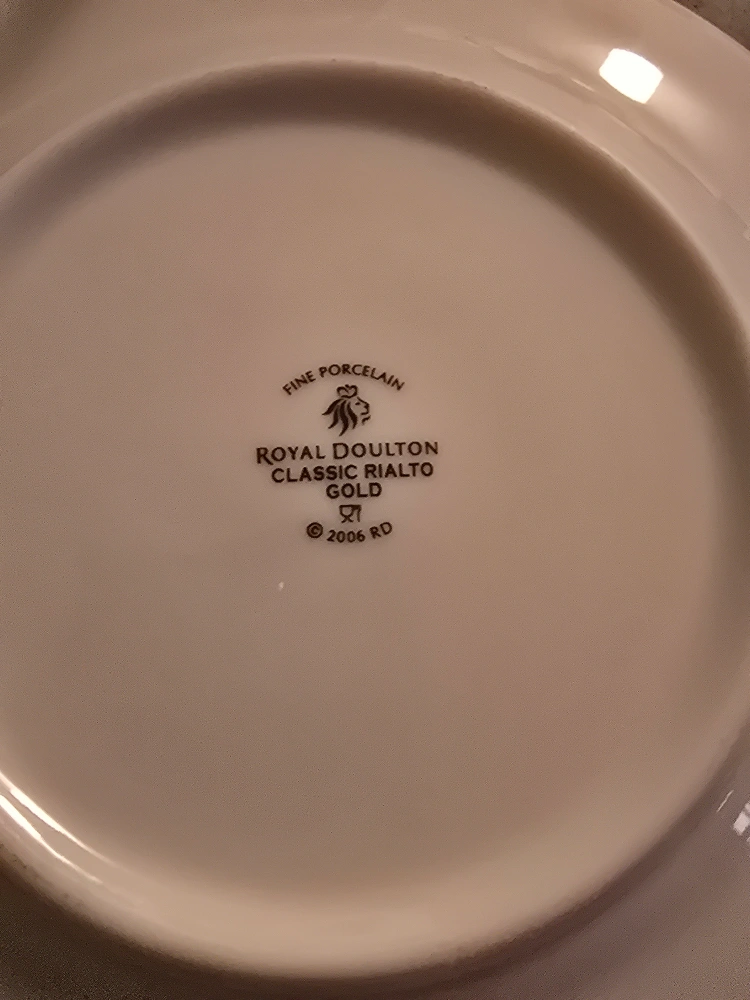 FINE PORCELAIN
ROYAL DOULTON
CLASSIC RIALTO
GOLD
© 2006 RD